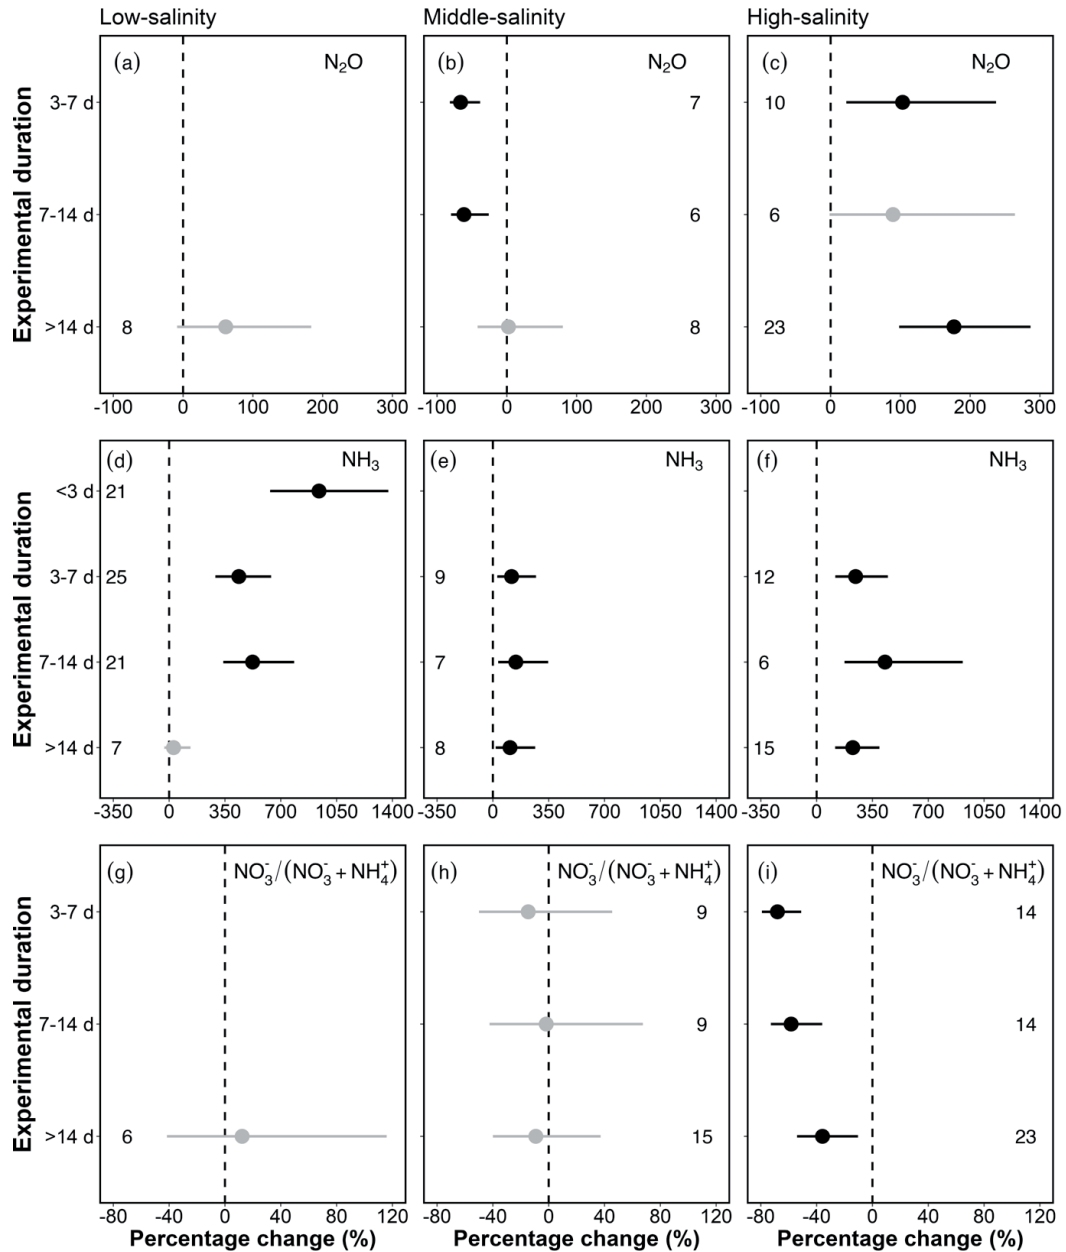 Low-salinity Middle-salinity High-salinity
(a) N₂O (b) N₂O (c) N₂O
3-7 d 7 10
7-14 d 6 6
>14 d 8 8 23
Experimental duration
-100 0 100 200 300 -100 0 100 200 300 -100 0 100 200 300
(d) NH₃ (e) NH₃ (f) NH₃
<3 d 21
3-7 d 25 9 12
7-14 d 21 7 6
>14 d 7 8 15
Experimental duration
-350 0 350 700 1050 1400 -350 0 350 700 1050 1400 -350 0 350 700 1050 1400
(g) NO₃⁻/(NO₃⁻+NH₄⁺) (h) NO₃⁻/(NO₃⁻+NH₄⁺) (i) NO₃⁻/(NO₃⁻+NH₄⁺)
3-7 d 9 14
7-14 d 9 14
>14 d 6 15 23
Experimental duration
-80 -40 0 40 80 120 -80 -40 0 40 80 120 -80 -40 0 40 80 120
Percentage change (%) Percentage change (%) Percentage change (%)